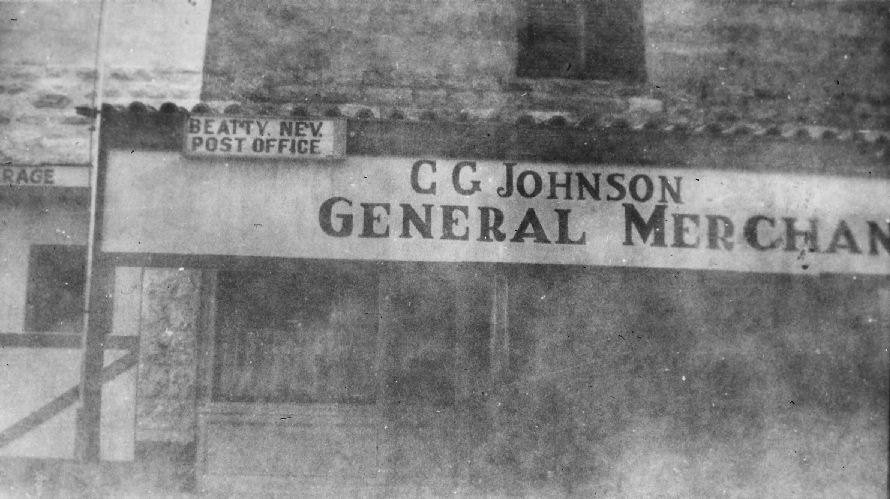 BEATTY. NEV.
POST OFFICE
RAGE
C G JOHNSON
GENERAL MERCHAN